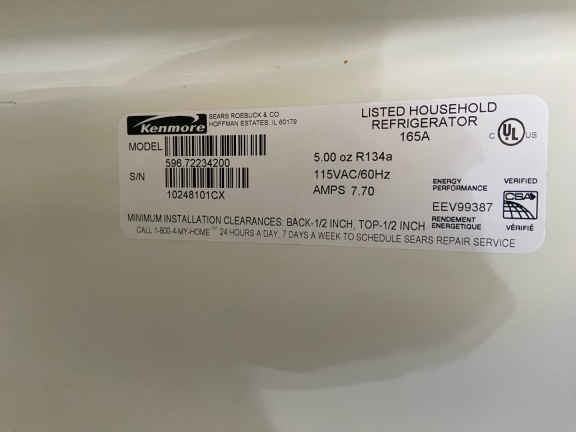 Kenmore
SEARS ROEBUCK & CO
HOFFMAN ESTATES, IL 60179
MODEL
596.72234200
S/N
10248101CX
LISTED HOUSEHOLD
REFRIGERATOR
165A
C UL US
5.00 oz R134a
115VAC/60Hz
AMPS 7.70
ENERGY
PERFORMANCE
VERIFIED
EEV99387
CSA
RENDEMENT
ENERGETIQUE
VÉRIFIÉ
MINIMUM INSTALLATION CLEARANCES: BACK-1/2 INCH, TOP-1/2 INCH
CALL 1-800-4-MY-HOME™ 24 HOURS A DAY, 7 DAYS A WEEK TO SCHEDULE SEARS REPAIR SERVICE